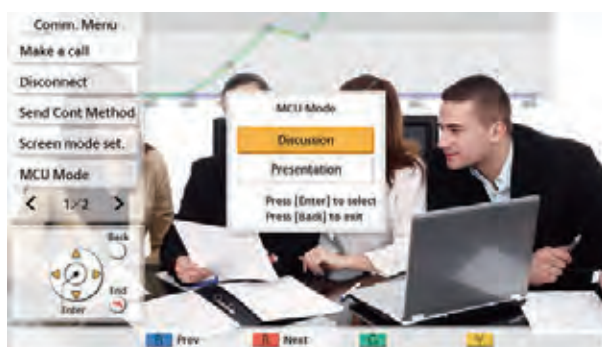 Comm. Menu
Make a call
Disconnect
Send Cont Method
Screen mode set.
MCU Mode
1/2
Back
End
Enter
MCU Mode
Discussion
Presentation
Press [Enter] to select
Press [Back] to exit
B Prev
R Next
G
Y